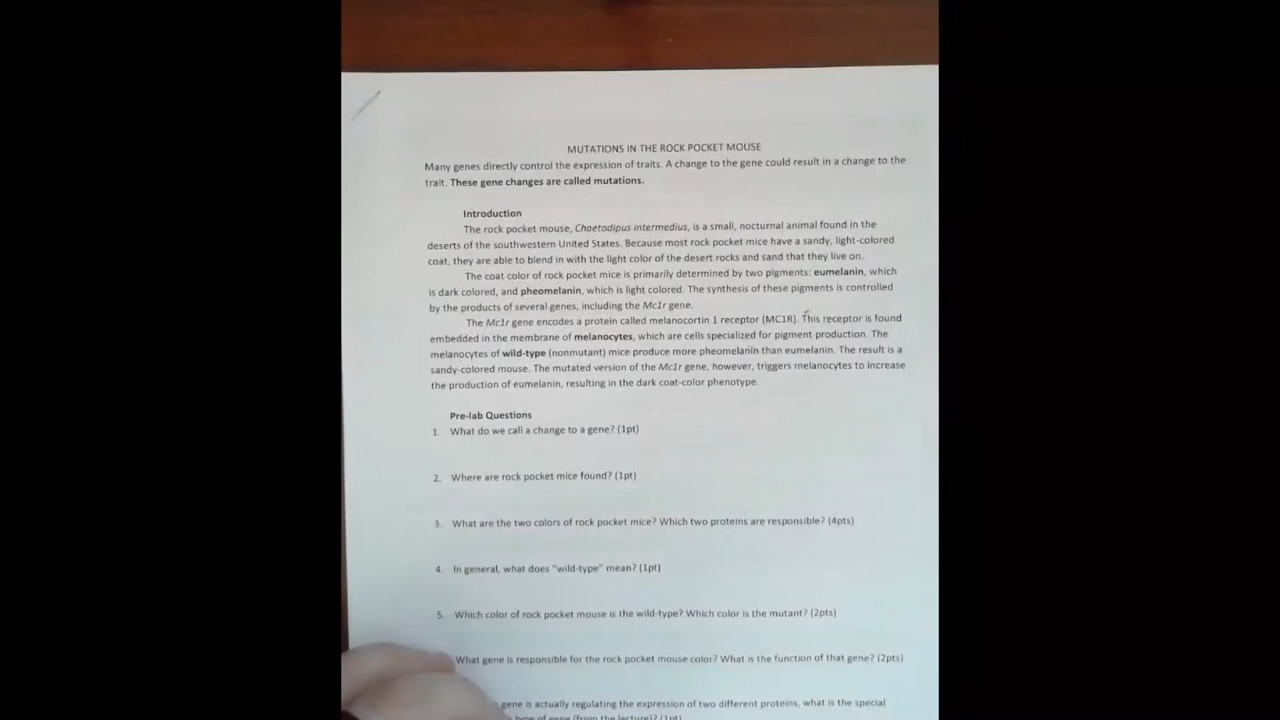 MUTATIONS IN THE ROCK POCKET MOUSE
Many genes directly control the expression of traits. A change to the gene could result in a change to the
trait. These gene changes are called mutations.
Introduction
The rock pocket mouse, Chaetodipus intermedius, is a small, nocturnal animal found in the
deserts of the southwestern United States. Because most rock pocket mice have a sandy, light-colored
coat, they are able to blend in with the light color of the desert rocks and sand that they live on.
The coat color of rock pocket mice is primarily determined by two pigments: eumelanin, which
is dark colored, and pheomelanin, which is light colored. The synthesis of these pigments is controlled
by the products of several genes, including the Mc1r gene.
The Mc1r gene encodes a protein called melanocortin 1 receptor (MC1R). This receptor is found
embedded in the membrane of melanocytes, which are cells specialized for pigment production. The
melanocytes of wild-type (nonmutant) mice produce more pheomelanin than eumelanin. The result is a
sandy-colored mouse. The mutated version of the Mc1r gene, however, triggers melanocytes to increase
the production of eumelanin, resulting in the dark coat-color phenotype.
Pre-lab Questions
1. What do we call a change to a gene? (1pt)
2. Where are rock pocket mice found? (1pt)
3. What are the two colors of rock pocket mice? Which two proteins are responsible? (4pts)
4. In general, what does "wild-type" mean? (1pt)
5. Which color of rock pocket mouse is the wild-type? Which color is the mutant? (2pts)
What gene is responsible for the rock pocket mouse color? What is the function of that gene? (2pts)
gene is actually regulating the expression of two different proteins, what is the special
type of gene (from the lecture)? (1pt)